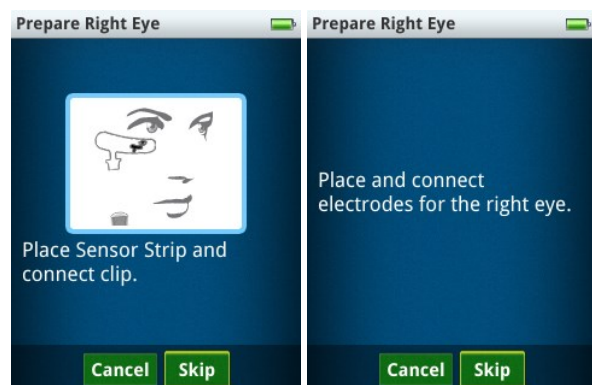 Prepare Right Eye
Place Sensor Strip and
connect clip.
Cancel Skip
Prepare Right Eye
Place and connect
electrodes for the right eye.
Cancel Skip